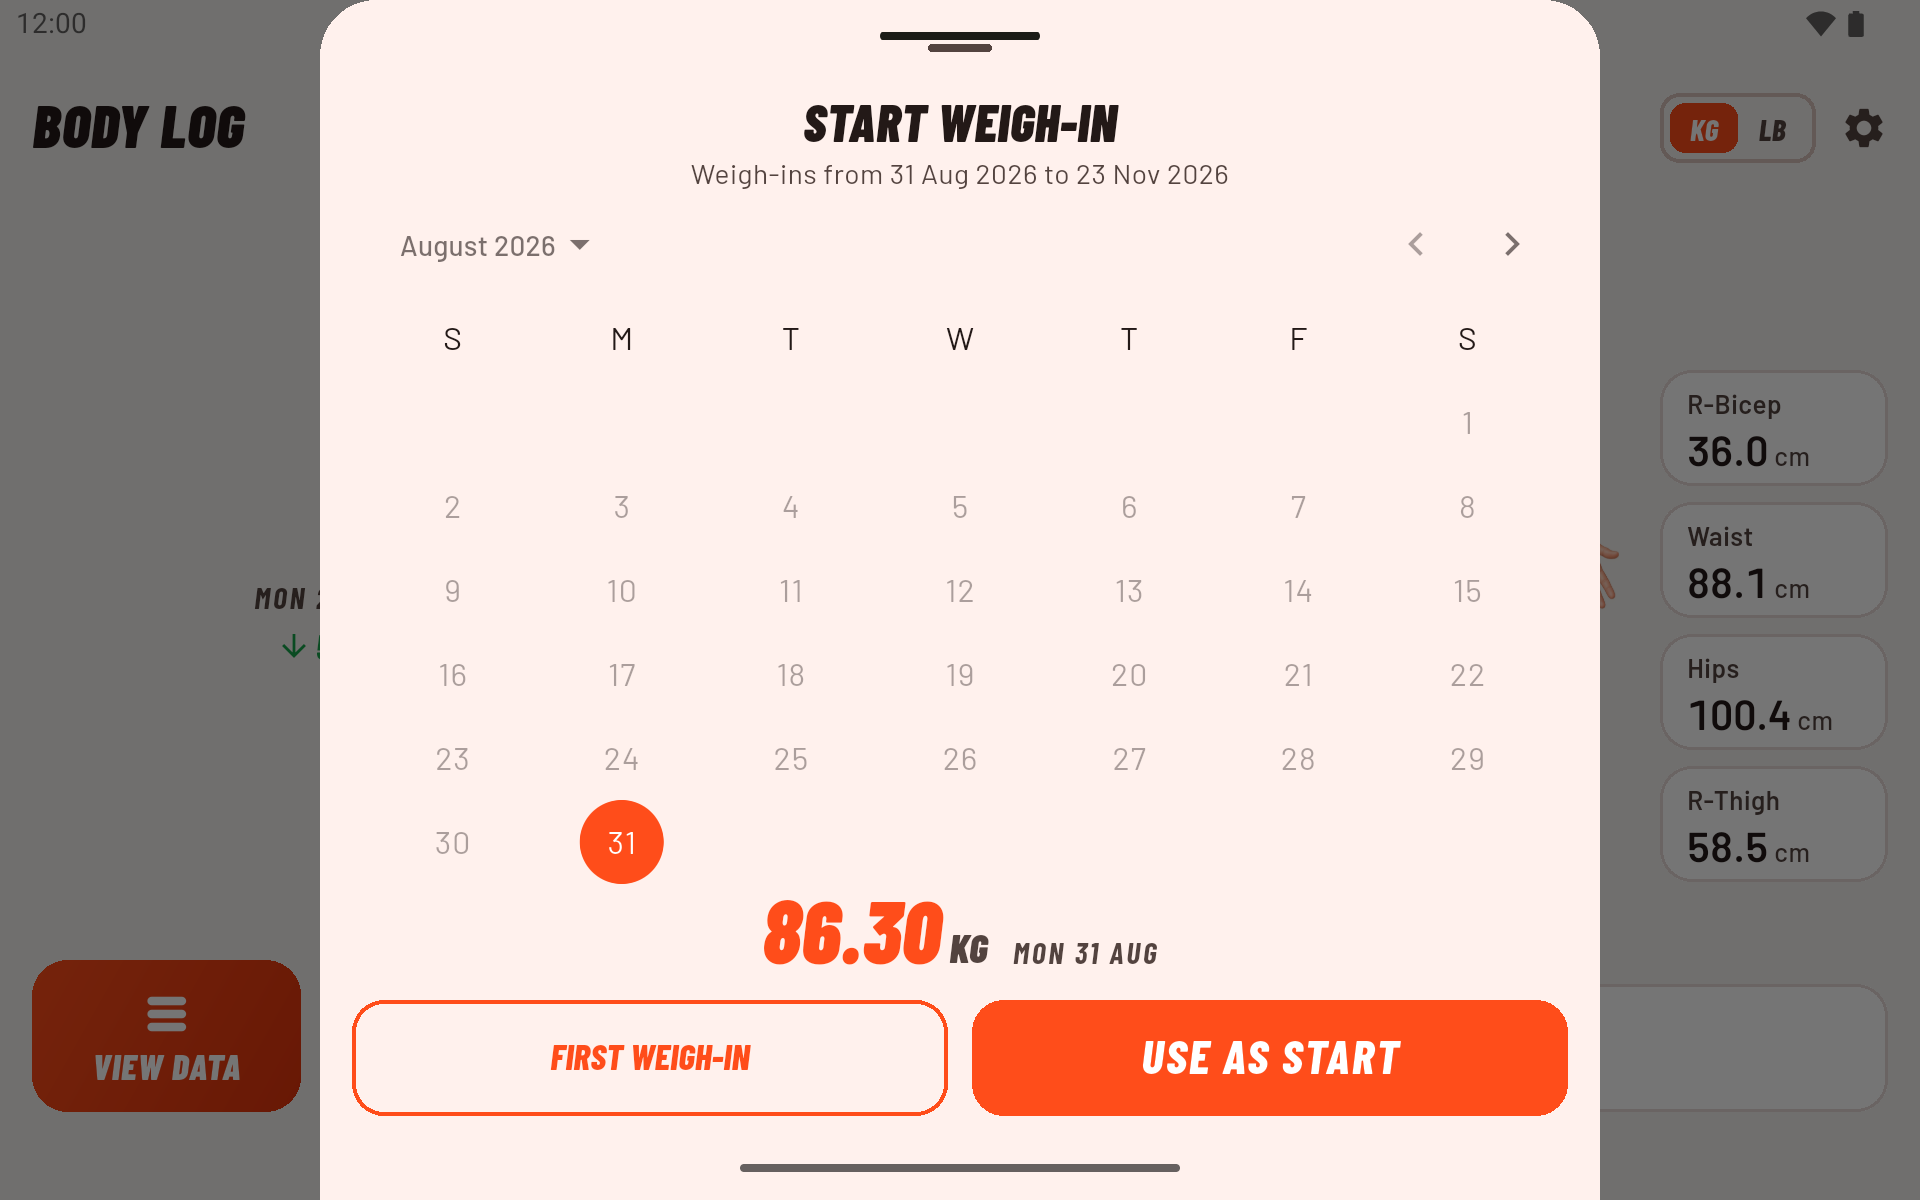 12:00
BODY LOG
KG LB
START WEIGH-IN
Weigh-ins from 31 Aug 2026 to 23 Nov 2026
August 2026
S M T W T F S
1
2 3 4 5 6 7 8
9 10 11 12 13 14 15
16 17 18 19 20 21 22
23 24 25 26 27 28 29
30 31
86.30 KG MON 31 AUG
FIRST WEIGH-IN
USE AS START
MON
R-Bicep
36.0 cm
Waist
88.1 cm
Hips
100.4 cm
R-Thigh
58.5 cm
VIEW DATA